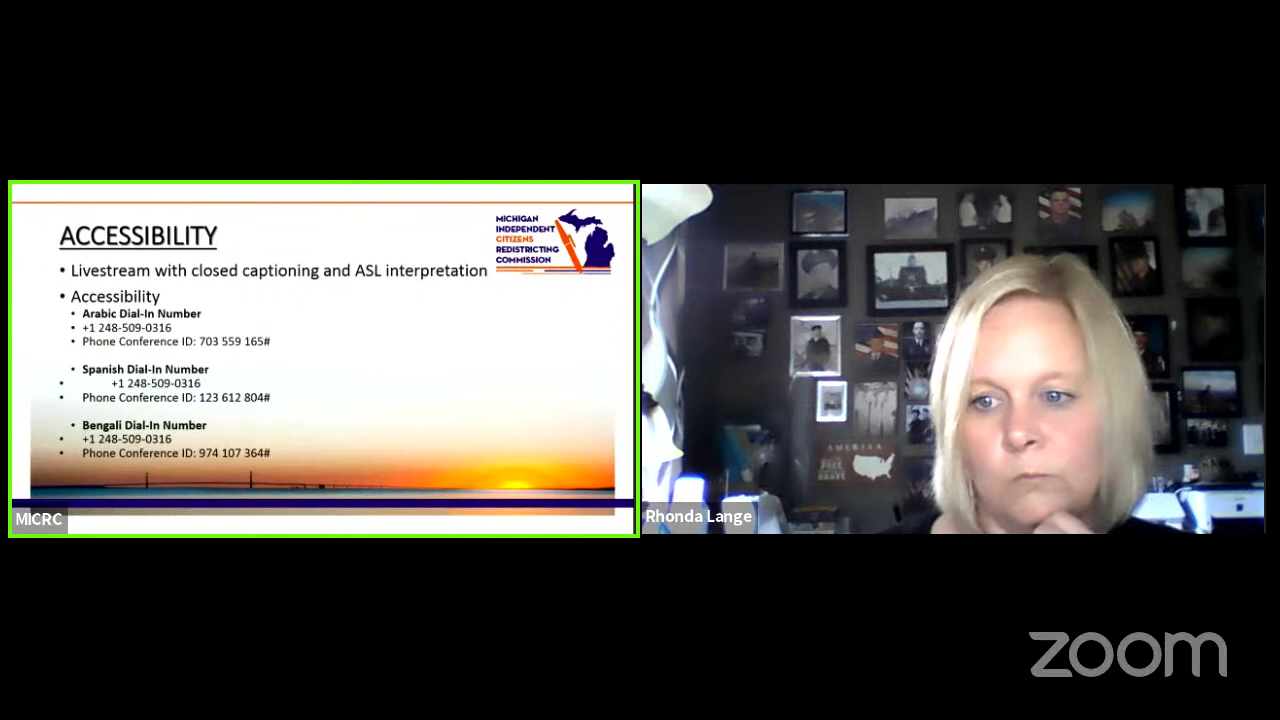 ACCESSIBILITY
MICHIGAN
INDEPENDENT
CITIZENS
REDISTRICTING
COMMISSION
• Livestream with closed captioning and ASL interpretation
• Accessibility
• Arabic Dial-In Number
• +1 248-509-0316
• Phone Conference ID: 703 559 165#
• Spanish Dial-In Number
• +1 248-509-0316
• Phone Conference ID: 123 612 804#
• Bengali Dial-In Number
• +1 248-509-0316
• Phone Conference ID: 974 107 364#
MICRC
AMERICA
Rhonda Lange
zoom